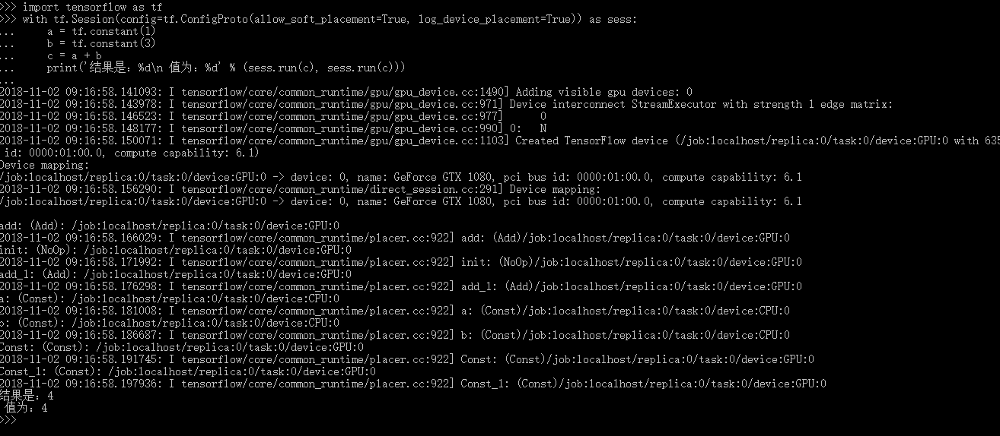 >>> import tensorflow as tf
>>> with tf.Session(config=tf.ConfigProto(allow_soft_placement=True, log_device_placement=True)) as sess:
...     a = tf.constant(1)
...     b = tf.constant(3)
...     c = a + b
...     print('结果是：%d\n 值为：%d' % (sess.run(c), sess.run(c)))
...
2018-11-02 09:16:58.141093: I tensorflow/core/common_runtime/gpu/gpu_device.cc:1490] Adding visible gpu devices: 0
2018-11-02 09:16:58.143978: I tensorflow/core/common_runtime/gpu/gpu_device.cc:971] Device interconnect StreamExecutor with strength 1 edge matrix:
2018-11-02 09:16:58.146523: I tensorflow/core/common_runtime/gpu/gpu_device.cc:977]      0
2018-11-02 09:16:58.148177: I tensorflow/core/common_runtime/gpu/gpu_device.cc:990] 0:   N
2018-11-02 09:16:58.150071: I tensorflow/core/common_runtime/gpu/gpu_device.cc:1103] Created TensorFlow device (/job:localhost/replica:0/task:0/device:GPU:0 with 635
 id: 0000:01:00.0, compute capability: 6.1)
Device mapping:
/job:localhost/replica:0/task:0/device:GPU:0 -> device: 0, name: GeForce GTX 1080, pci bus id: 0000:01:00.0, compute capability: 6.1
2018-11-02 09:16:58.156290: I tensorflow/core/common_runtime/direct_session.cc:291] Device mapping:
/job:localhost/replica:0/task:0/device:GPU:0 -> device: 0, name: GeForce GTX 1080, pci bus id: 0000:01:00.0, compute capability: 6.1
add: (Add): /job:localhost/replica:0/task:0/device:GPU:0
2018-11-02 09:16:58.166029: I tensorflow/core/common_runtime/placer.cc:922] add: (Add)/job:localhost/replica:0/task:0/device:GPU:0
init: (NoOp): /job:localhost/replica:0/task:0/device:GPU:0
2018-11-02 09:16:58.171992: I tensorflow/core/common_runtime/placer.cc:922] init: (NoOp)/job:localhost/replica:0/task:0/device:GPU:0
add_1: (Add): /job:localhost/replica:0/task:0/device:GPU:0
2018-11-02 09:16:58.176298: I tensorflow/core/common_runtime/placer.cc:922] add_1: (Add)/job:localhost/replica:0/task:0/device:GPU:0
a: (Const): /job:localhost/replica:0/task:0/device:CPU:0
2018-11-02 09:16:58.181008: I tensorflow/core/common_runtime/placer.cc:922] a: (Const)/job:localhost/replica:0/task:0/device:CPU:0
b: (Const): /job:localhost/replica:0/task:0/device:CPU:0
2018-11-02 09:16:58.186687: I tensorflow/core/common_runtime/placer.cc:922] b: (Const)/job:localhost/replica:0/task:0/device:CPU:0
Const: (Const): /job:localhost/replica:0/task:0/device:GPU:0
2018-11-02 09:16:58.191745: I tensorflow/core/common_runtime/placer.cc:922] Const: (Const)/job:localhost/replica:0/task:0/device:GPU:0
Const_1: (Const): /job:localhost/replica:0/task:0/device:GPU:0
2018-11-02 09:16:58.197936: I tensorflow/core/common_runtime/placer.cc:922] Const_1: (Const)/job:localhost/replica:0/task:0/device:GPU:0
结果是：4
 值为：4
>>>